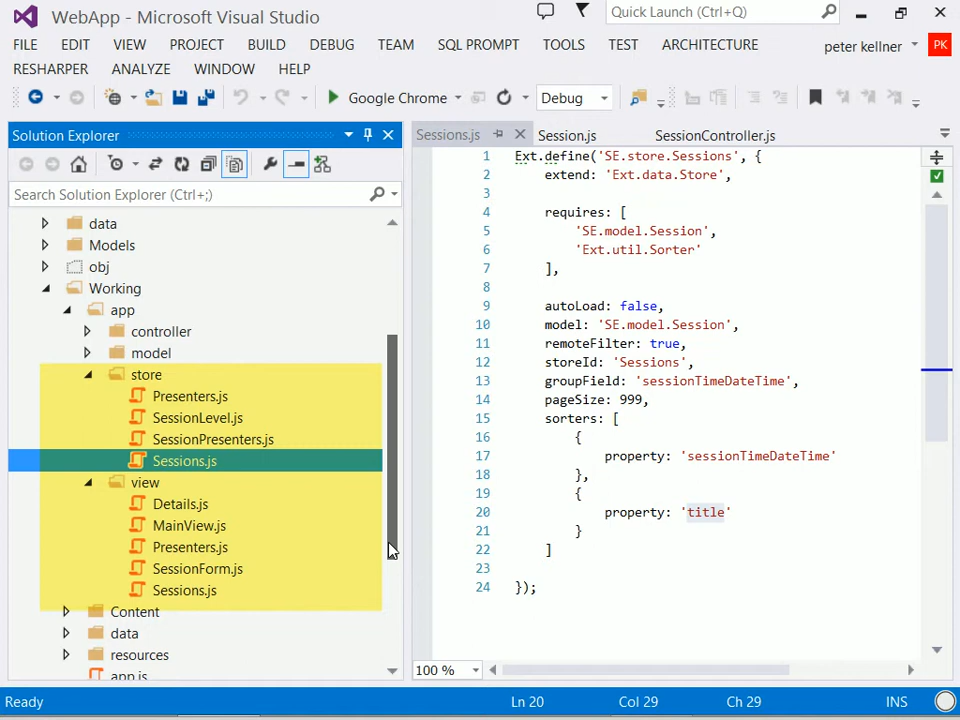 WebApp - Microsoft Visual Studio
Quick Launch (Ctrl+Q)
FILE EDIT VIEW PROJECT BUILD DEBUG TEAM SQL PROMPT TOOLS TEST ARCHITECTURE peter kellner PK
RESHARPER ANALYZE WINDOW HELP
Google Chrome Debug
Solution Explorer
Search Solution Explorer (Ctrl+;)
data
Models
obj
Working
app
controller
model
store
Presenters.js
SessionLevel.js
SessionPresenters.js
Sessions.js
view
Details.js
MainView.js
Presenters.js
SessionForm.js
Sessions.js
Content
data
resources
app.js
Sessions.js Session.js SessionController.js
1 Ext.define('SE.store.Sessions', {
2 extend: 'Ext.data.Store',
3
4 requires: [
5 'SE.model.Session',
6 'Ext.util.Sorter'
7 ],
8
9 autoLoad: false,
10 model: 'SE.model.Session',
11 remoteFilter: true,
12 storeId: 'Sessions',
13 groupField: 'sessionTimeDateTime',
14 pageSize: 999,
15 sorters: [
16 {
17 property: 'sessionTimeDateTime'
18 },
19 {
20 property: 'title'
21 }
22 ]
23
24 });
100 %
Ready Ln 20 Col 29 Ch 29 INS